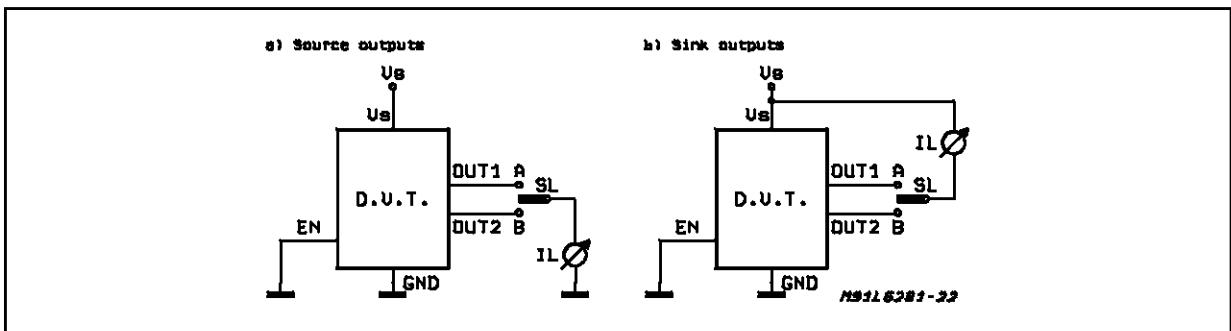 a) Source outputs
Vs
Vs
OUT1 A
SL
D.U.T.
EN
OUT2 B
IL
GND
b) Sink outputs
Vs
Vs
IL
OUT1 A
SL
D.U.T.
EN
OUT2 B
GND
M91L6201-22